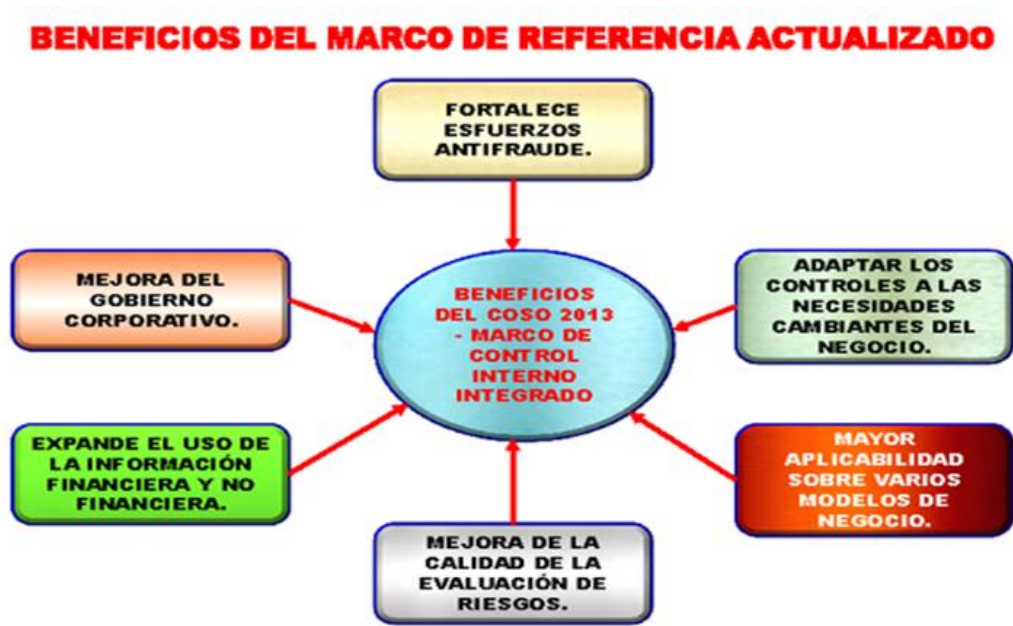 BENEFICIOS DEL MARCO DE REFERENCIA ACTUALIZADO
FORTALECE
ESFUERZOS
ANTIFRAUDE.
MEJORA DEL
GOBIERNO
CORPORATIVO.
BENEFICIOS
DEL COSO 2013
- MARCO DE
CONTROL
INTERNO
INTEGRADO
ADAPTAR LOS
CONTROLES A LAS
NECESIDADES
CAMBIANTES DEL
NEGOCIO.
EXPANDE EL USO DE
LA INFORMACIÓN
FINANCIERA Y NO
FINANCIERA.
MAYOR
APLICABILIDAD
SOBRE VARIOS
MODELOS DE
NEGOCIO.
MEJORA DE LA
CALIDAD DE LA
EVALUACIÓN DE
RIESGOS.